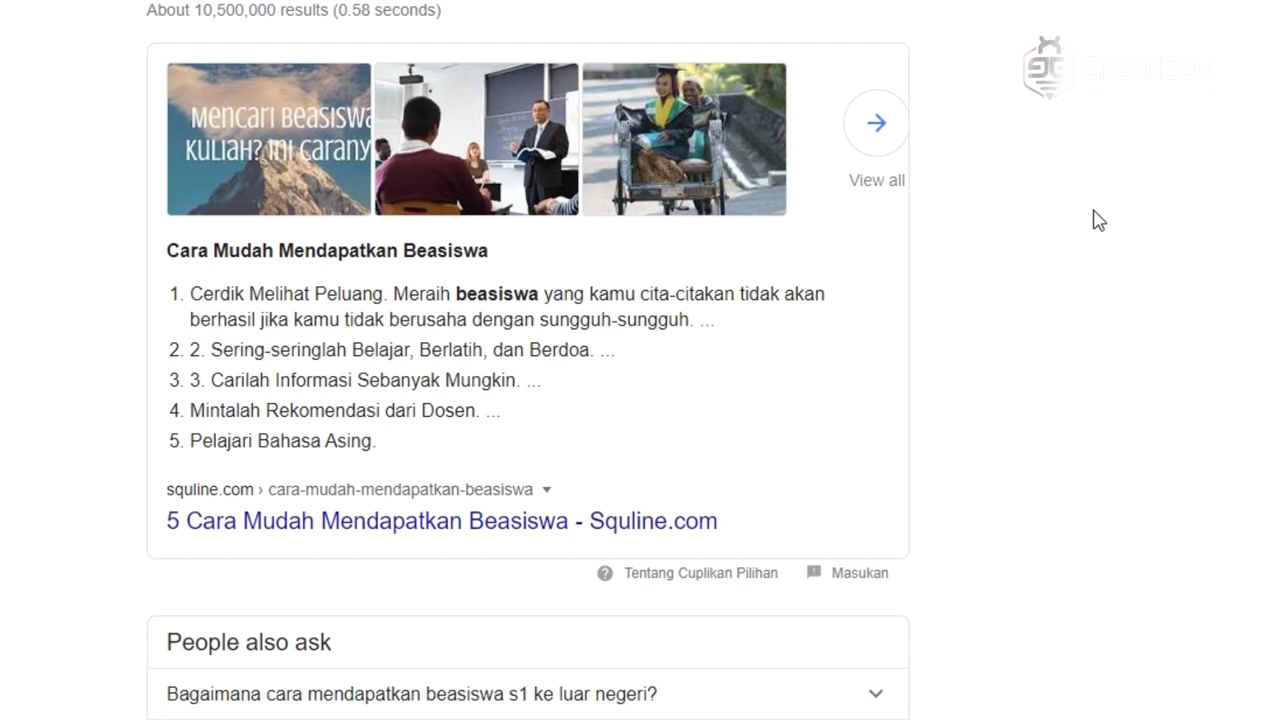 About 10,500,000 results (0.58 seconds)
MENCARI BEASISWA
KULIAH? INI CARANY
View all
Cara Mudah Mendapatkan Beasiswa
1. Cerdik Melihat Peluang. Meraih beasiswa yang kamu cita-citakan tidak akan
berhasil jika kamu tidak berusaha dengan sungguh-sungguh. ...
2. 2. Sering-seringlah Belajar, Berlatih, dan Berdoa. ...
3. 3. Carilah Informasi Sebanyak Mungkin. ...
4. Mintalah Rekomendasi dari Dosen. ...
5. Pelajari Bahasa Asing.
squline.com › cara-mudah-mendapatkan-beasiswa
5 Cara Mudah Mendapatkan Beasiswa - Squline.com
Tentang Cuplikan Pilihan
Masukan
People also ask
Bagaimana cara mendapatkan beasiswa s1 ke luar negeri?